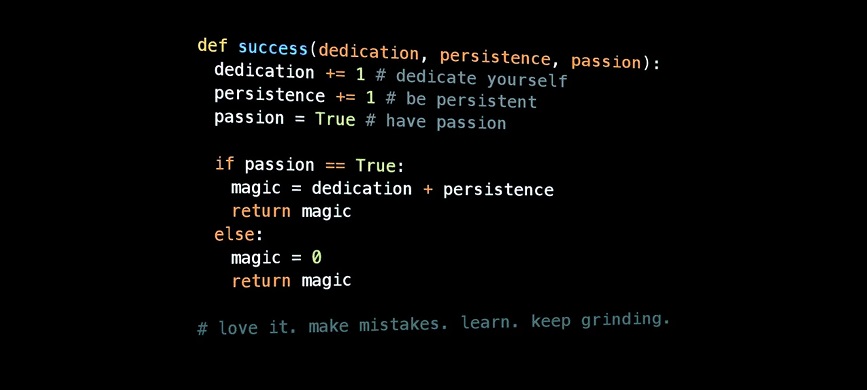 def success(dedication, persistence, passion):
  dedication += 1 # dedicate yourself
  persistence += 1 # be persistent
  passion = True # have passion

  if passion == True:
    magic = dedication + persistence
    return magic
  else:
    magic = 0
    return magic

# love it. make mistakes. learn. keep grinding.